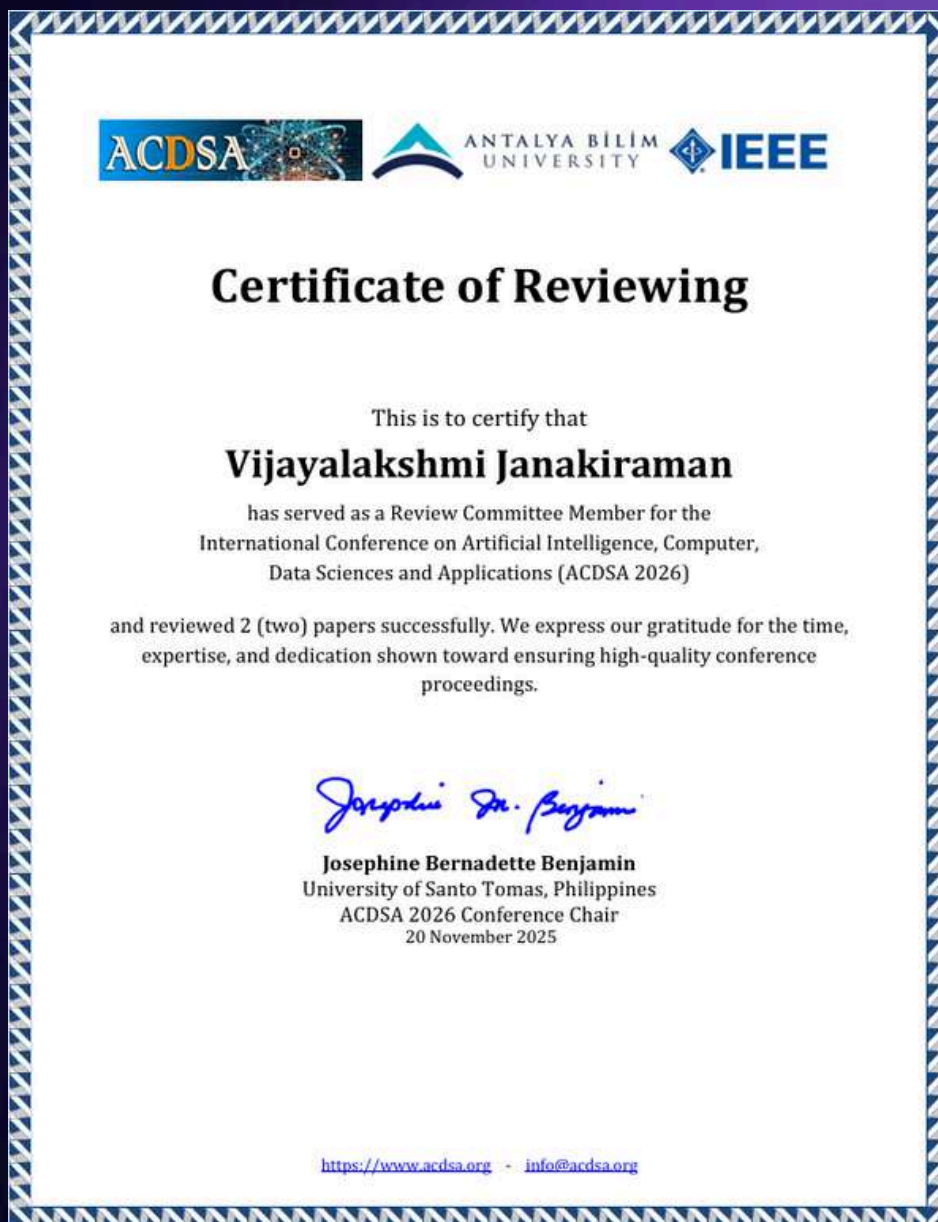 ACDSA
ANTALYA BİLİM
UNIVERSITY
IEEE
Certificate of Reviewing
This is to certify that
Vijayalakshmi Janakiraman
has served as a Review Committee Member for the
International Conference on Artificial Intelligence, Computer,
Data Sciences and Applications (ACDSA 2026)
and reviewed 2 (two) papers successfully. We express our gratitude for the time,
expertise, and dedication shown toward ensuring high-quality conference
proceedings.
Josephine Bernadette Benjamin
University of Santo Tomas, Philippines
ACDSA 2026 Conference Chair
20 November 2025
https://www.acdsa.org - info@acdsa.org